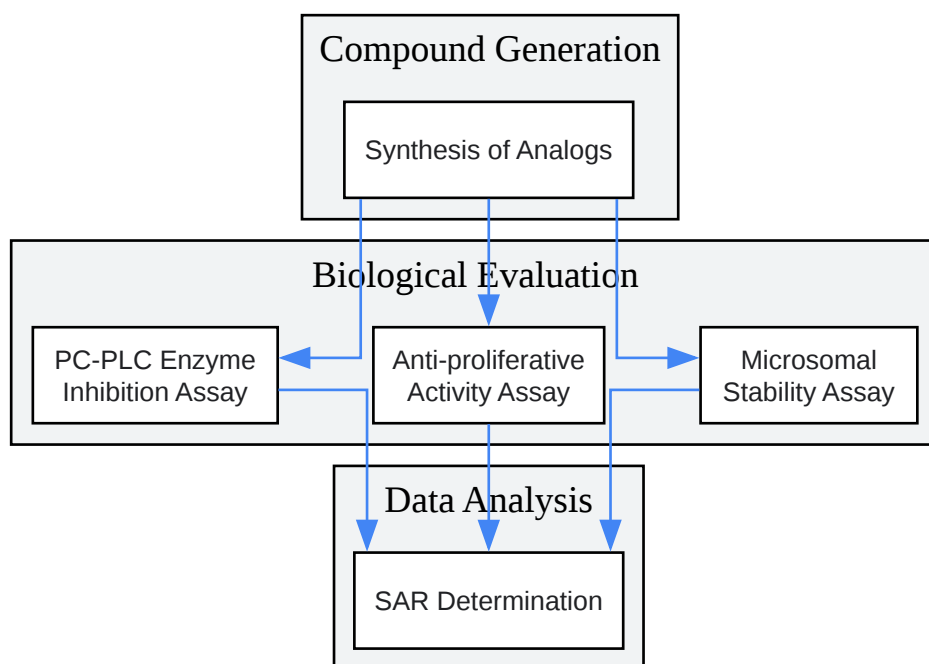 Compound Generation
Synthesis of Analogs
Biological Evaluation
PC-PLC Enzyme
Inhibition Assay
Anti-proliferative
Activity Assay
Microsomal
Stability Assay
Data Analysis
SAR Determination